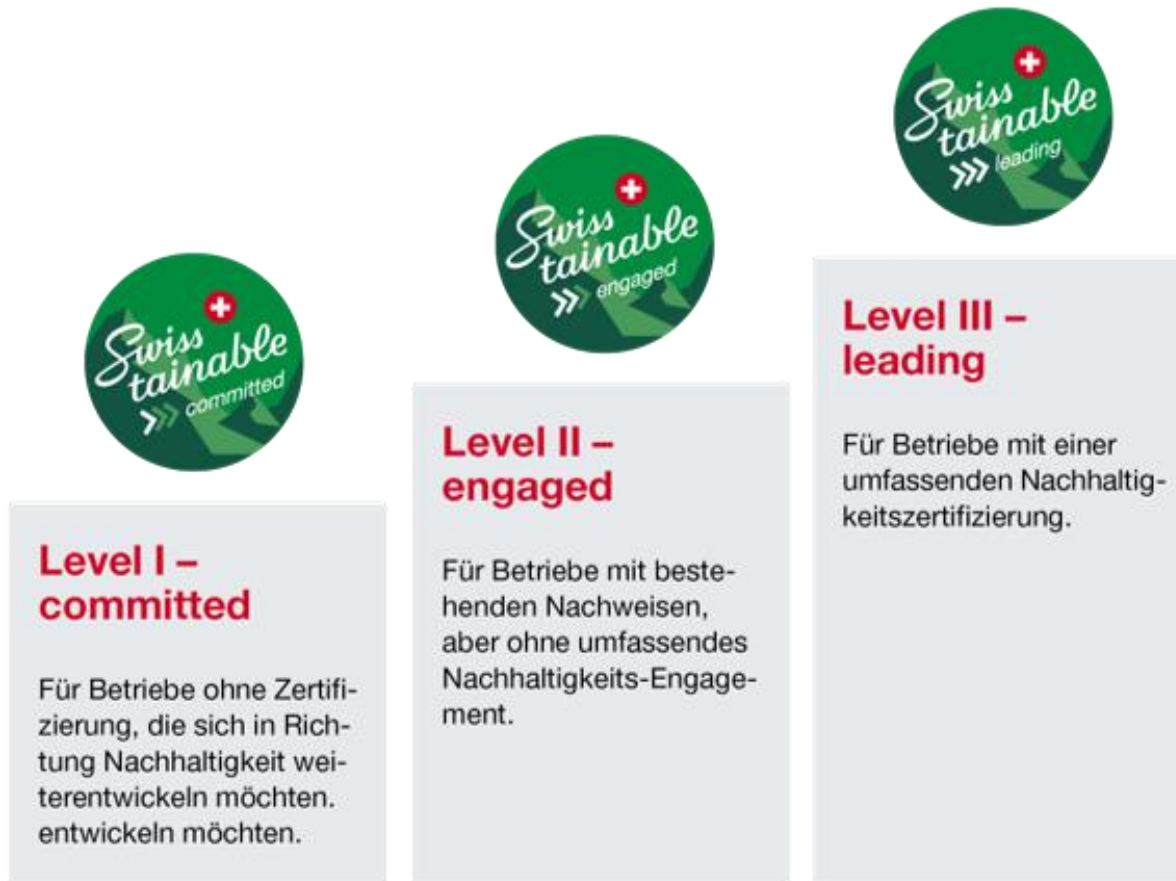 Swiss
tainable
committed
Level I –
committed
Für Betriebe ohne Zertifi-
zierung, die sich in Rich-
tung Nachhaltigkeit wei-
terentwickeln möchten.
entwickeln möchten.
Swiss
tainable
engaged
Level II –
engaged
Für Betriebe mit beste-
henden Nachweisen,
aber ohne umfassendes
Nachhaltigkeits-Engage-
ment.
Swiss
tainable
leading
Level III –
leading
Für Betriebe mit einer
umfassenden Nachhaltig-
keitszertifizierung.